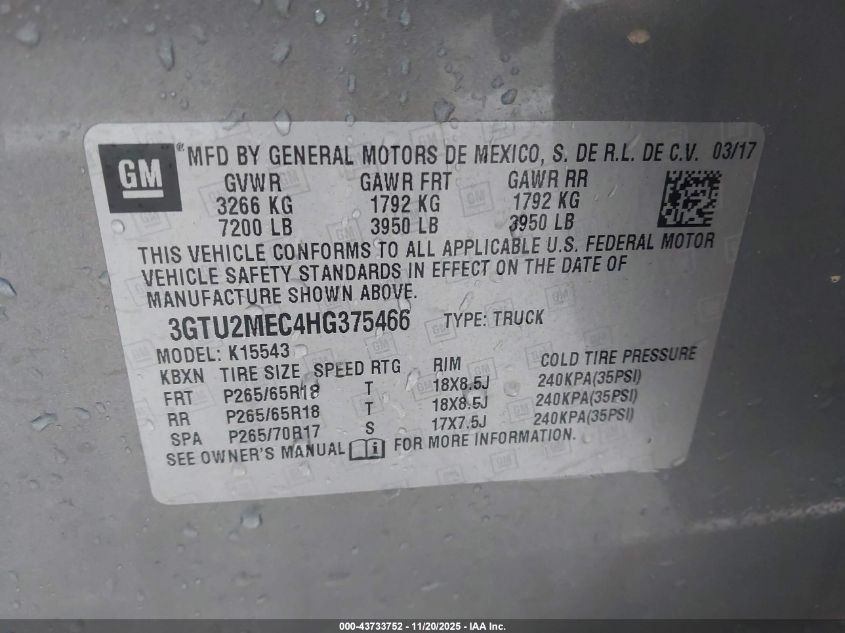 GM ® MFD BY GENERAL MOTORS DE MEXICO, S. DE R.L. DE C.V. 03/17
GVWR GAWR FRT GAWR RR
3266 KG 1792 KG 1792 KG
7200 LB 3950 LB 3950 LB
THIS VEHICLE CONFORMS TO ALL APPLICABLE U.S. FEDERAL MOTOR
VEHICLE SAFETY STANDARDS IN EFFECT ON THE DATE OF
MANUFACTURE SHOWN ABOVE.
3GTU2MEC4HG375466 TYPE: TRUCK
MODEL: K15543
KBXN TIRE SIZE SPEED RTG RIM COLD TIRE PRESSURE
FRT P265/65R18 T 18X8.5J 240KPA(35PSI)
RR P265/65R18 T 18X8.5J 240KPA(35PSI)
SPA P265/70R17 S 17X7.5J 240KPA(35PSI)
SEE OWNER'S MANUAL FOR MORE INFORMATION.
000-43733752 - 11/20/2025 - IAA Inc.